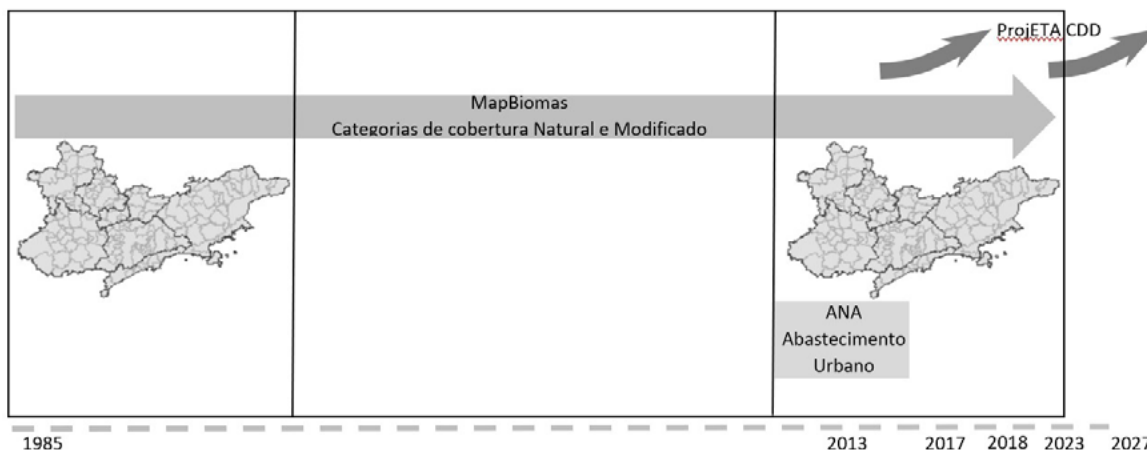 ProjETA CDD
MapBiomas
Categorias de cobertura Natural e Modificado
ANA
Abastecimento
Urbano
1985 2013 2017 2018 2023 2027